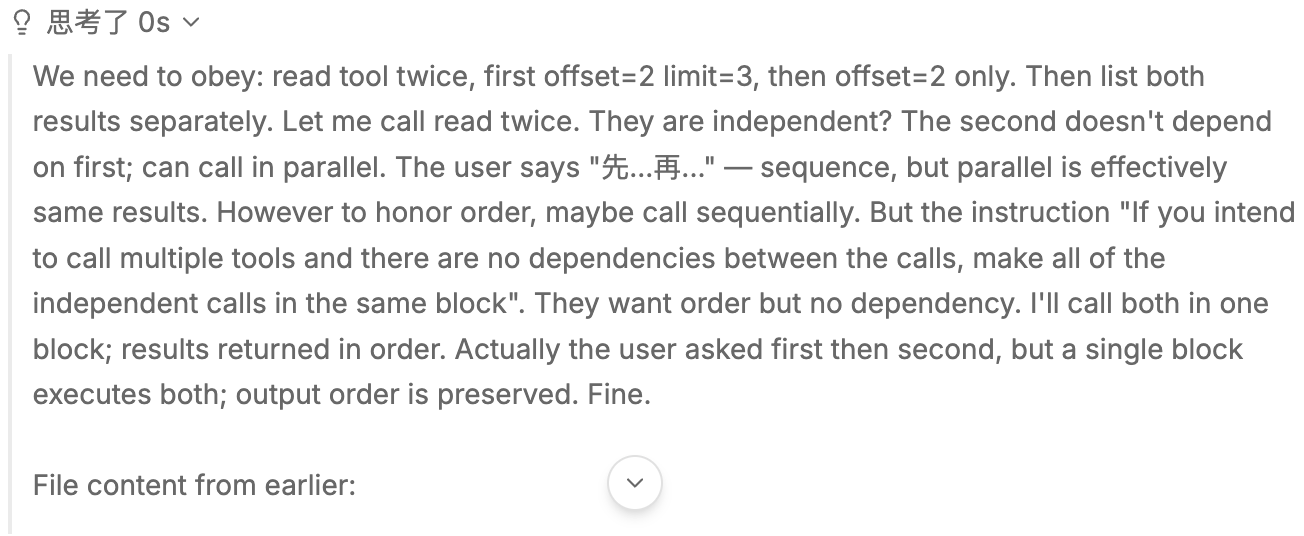 思考了 0s
We need to obey: read tool twice, first offset=2 limit=3, then offset=2 only. Then list both
results separately. Let me call read twice. They are independent? The second doesn't depend
on first; can call in parallel. The user says "先...再..." — sequence, but parallel is effectively
same results. However to honor order, maybe call sequentially. But the instruction "If you intend
to call multiple tools and there are no dependencies between the calls, make all of the
independent calls in the same block". They want order but no dependency. I'll call both in one
block; results returned in order. Actually the user asked first then second, but a single block
executes both; output order is preserved. Fine.
File content from earlier: